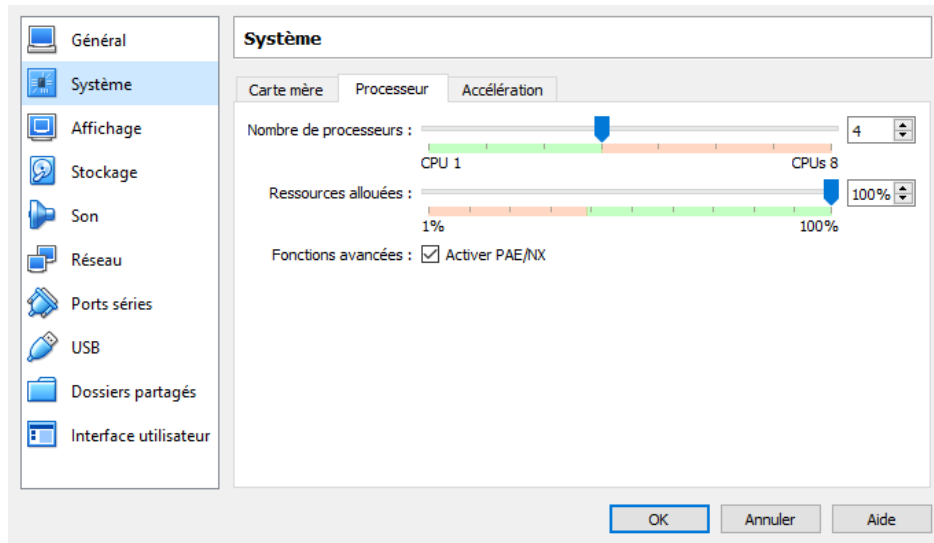 Général
Système
Affichage
Stockage
Son
Réseau
Ports séries
USB
Dossiers partagés
Interface utilisateur
Système
Carte mère Processeur Accélération
Nombre de processeurs : 4
CPU 1 CPUs 8
Ressources allouées : 100%
1% 100%
Fonctions avancées : Activer PAE/NX
OK Annuler Aide